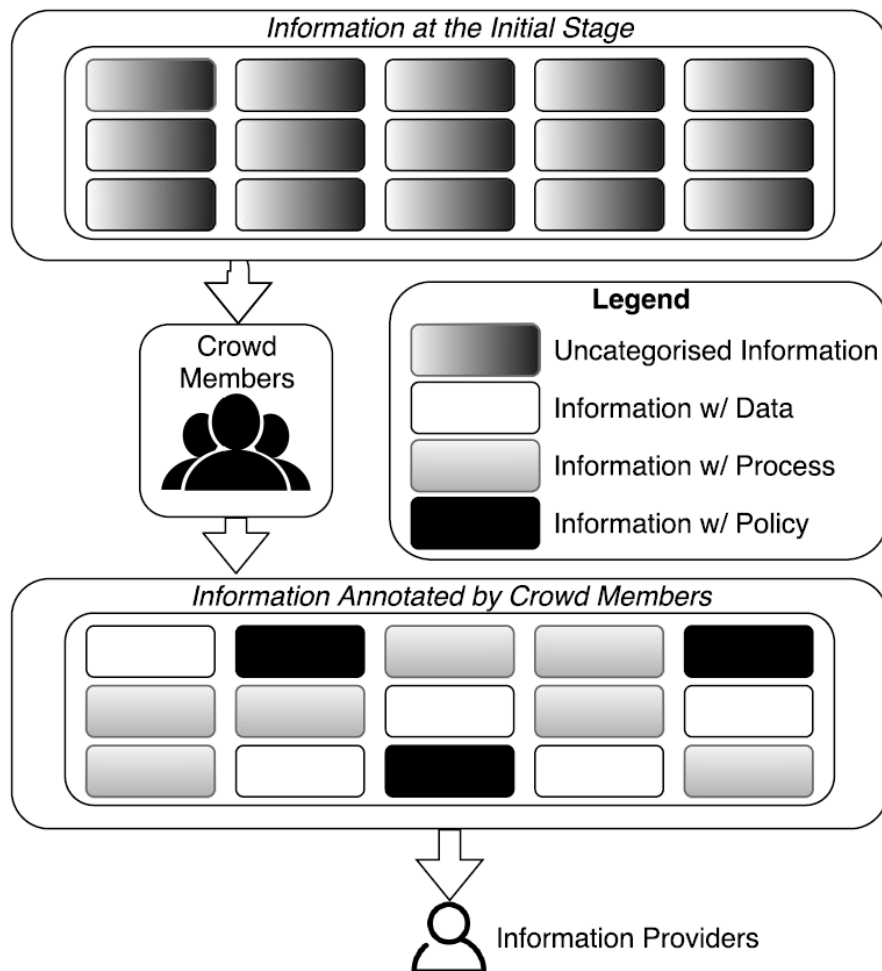 Information at the Initial Stage
Crowd
Members
Legend
Uncategorised Information
Information w/ Data
Information w/ Process
Information w/ Policy
Information Annotated by Crowd Members
Information Providers